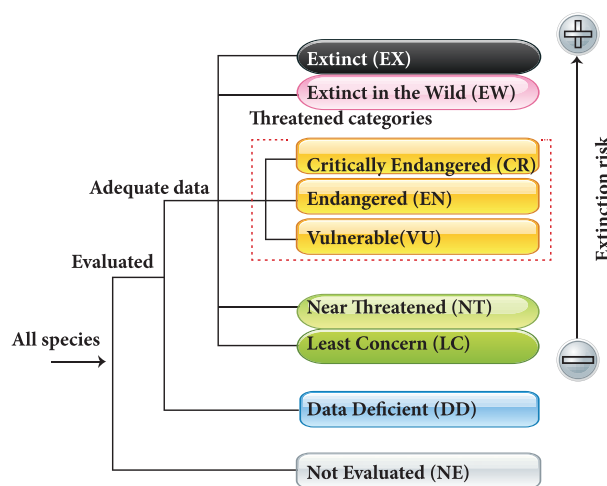 Extinct (EX)
Extinct in the Wild (EW)
Threatened categories
Critically Endangered (CR)
Adequate data
Endangered (EN)
Vulnerable(VU)
Evaluated
Near Threatened (NT)
All species
Least Concern (LC)
Data Deficient (DD)
Not Evaluated (NE)
+
Extinction risk
−